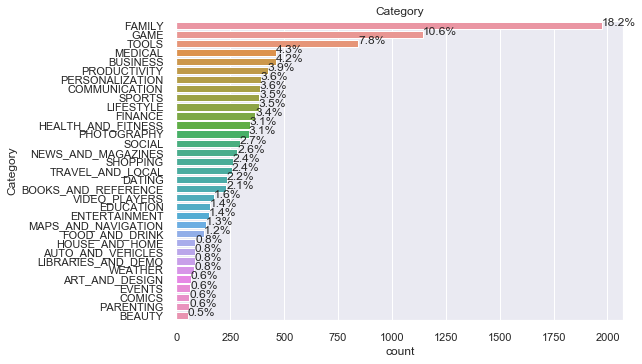 Category
FAMILY 18.2%
GAME 10.6%
TOOLS 7.8%
MEDICAL 4.3%
BUSINESS 4.2%
PRODUCTIVITY 3.9%
PERSONALIZATION 3.6%
COMMUNICATION 3.6%
SPORTS 3.5%
LIFESTYLE 3.5%
FINANCE 3.4%
HEALTH_AND_FITNESS 3.1%
PHOTOGRAPHY 3.1%
SOCIAL 2.7%
NEWS_AND_MAGAZINES 2.6%
SHOPPING 2.4%
TRAVEL_AND_LOCAL 2.4%
DATING 2.2%
BOOKS_AND_REFERENCE 2.1%
VIDEO_PLAYERS 1.6%
EDUCATION 1.4%
ENTERTAINMENT 1.4%
MAPS_AND_NAVIGATION 1.3%
FOOD_AND_DRINK 1.2%
HOUSE_AND_HOME 0.8%
AUTO_AND_VEHICLES 0.8%
LIBRARIES_AND_DEMO 0.8%
WEATHER 0.8%
ART_AND_DESIGN 0.6%
EVENTS 0.6%
COMICS 0.6%
PARENTING 0.6%
BEAUTY 0.5%
Category
0 250 500 750 1000 1250 1500 1750 2000
count